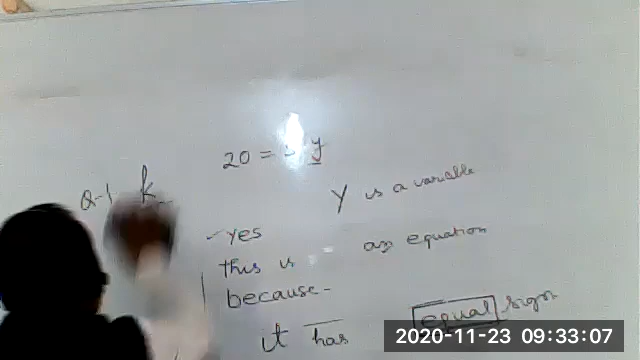 20 = y
Q-1 k
Y is a variable
yes
this is an equation
because-
it has equal sign
2020-11-23 09:33:07